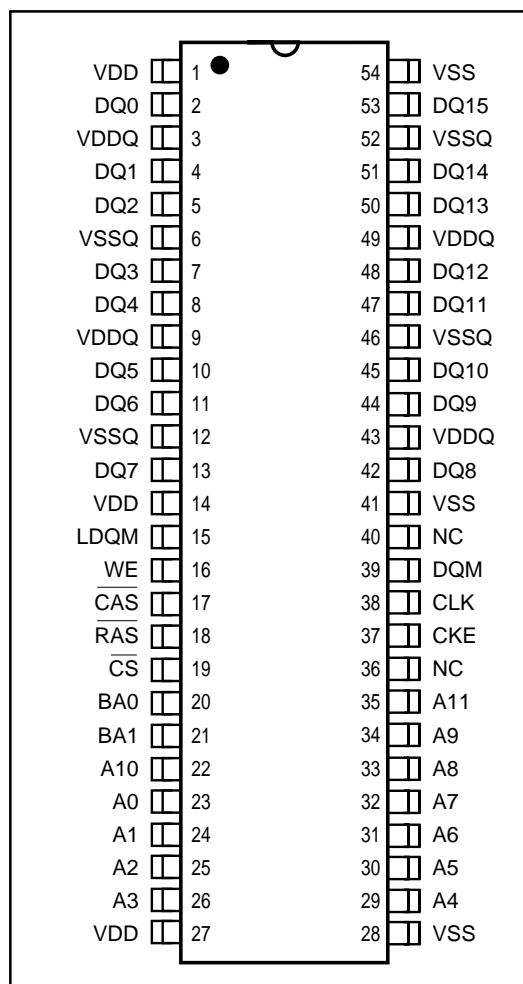 VDD 1 54 VSS
DQ0 2 53 DQ15
VDDQ 3 52 VSSQ
DQ1 4 51 DQ14
DQ2 5 50 DQ13
VSSQ 6 49 VDDQ
DQ3 7 48 DQ12
DQ4 8 47 DQ11
VDDQ 9 46 VSSQ
DQ5 10 45 DQ10
DQ6 11 44 DQ9
VSSQ 12 43 VDDQ
DQ7 13 42 DQ8
VDD 14 41 VSS
LDQM 15 40 NC
WE 16 39 DQM
CAS 17 38 CLK
RAS 18 37 CKE
CS 19 36 NC
BA0 20 35 A11
BA1 21 34 A9
A10 22 33 A8
A0 23 32 A7
A1 24 31 A6
A2 25 30 A5
A3 26 29 A4
VDD 27 28 VSS